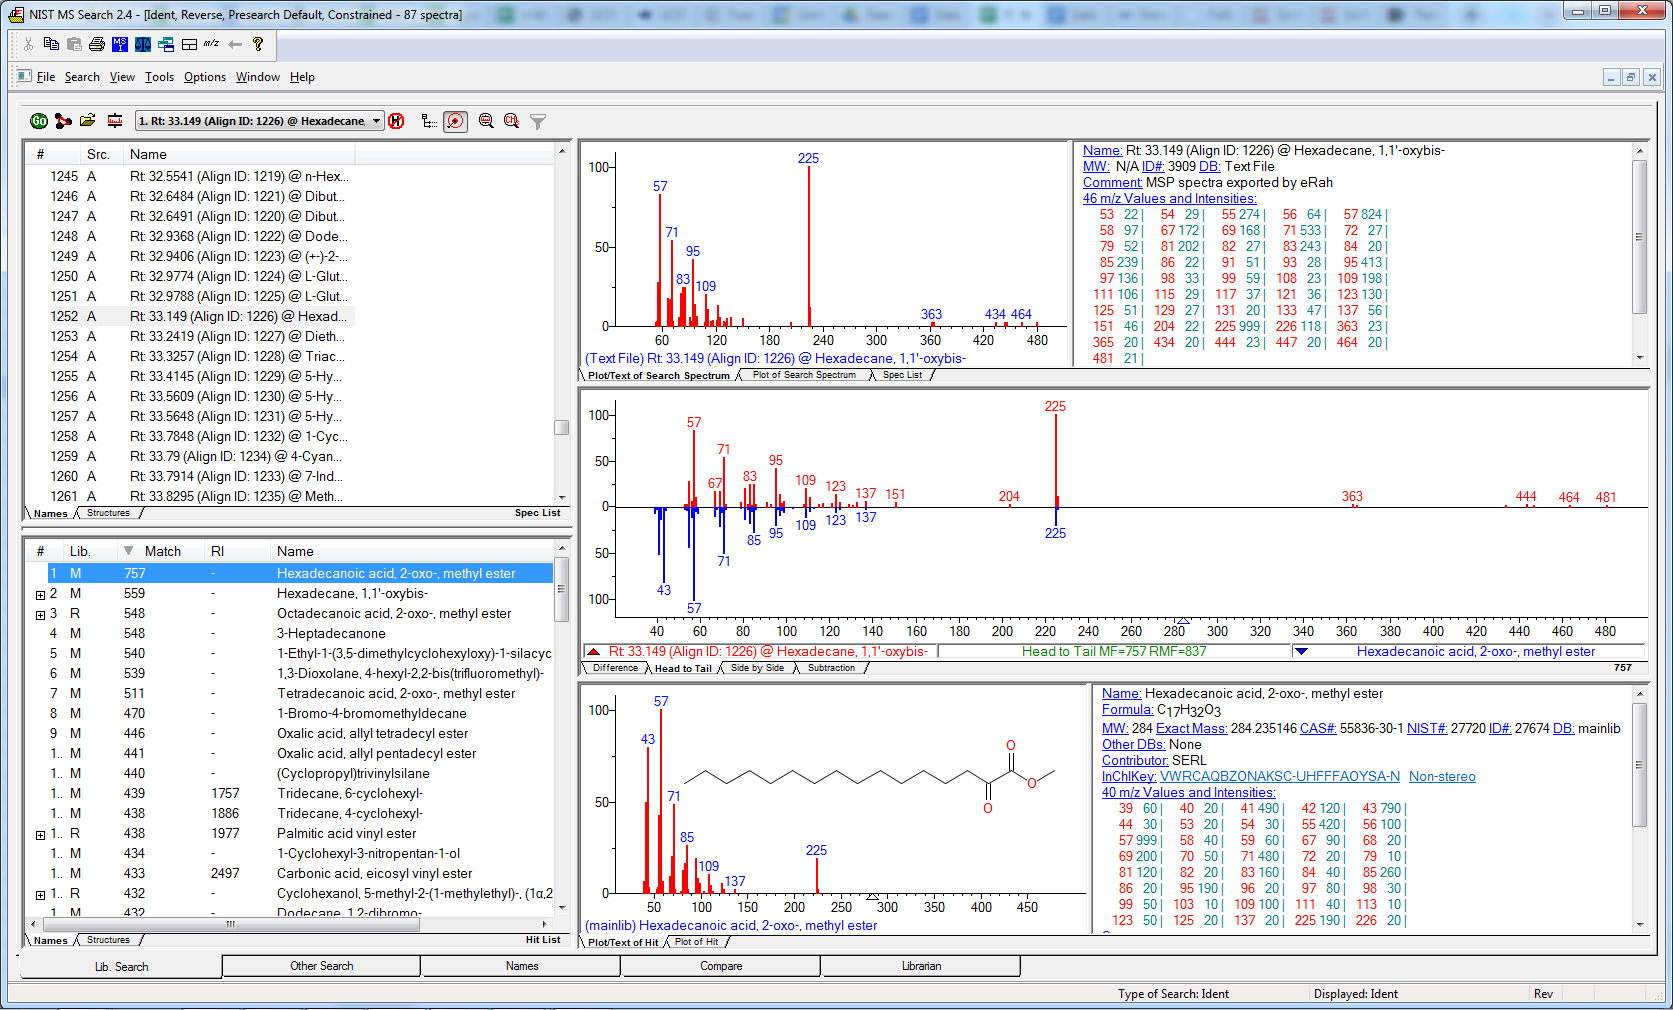 NIST MS Search 2.4 - [Ident, Reverse, Presearch Default, Constrained - 87 spectra]
File Search View Tools Options Window Help
1. Rt: 33.149 (Align ID: 1226) @ Hexadecane,
# Src. Name
1245 A Rt: 32.5541 (Align ID: 1219) @ n-Hex...
1246 A Rt: 32.6484 (Align ID: 1221) @ Dibut...
1247 A Rt: 32.6491 (Align ID: 1220) @ Dibut...
1248 A Rt: 32.9368 (Align ID: 1222) @ Dode...
1249 A Rt: 32.9406 (Align ID: 1223) @ (+-)-2-...
1250 A Rt: 32.9774 (Align ID: 1224) @ L-Glut...
1251 A Rt: 32.9788 (Align ID: 1225) @ L-Glut...
1252 A Rt: 33.149 (Align ID: 1226) @ Hexad...
1253 A Rt: 33.2419 (Align ID: 1227) @ Dieth...
1254 A Rt: 33.3257 (Align ID: 1228) @ Triac...
1255 A Rt: 33.4145 (Align ID: 1229) @ 5-Hy...
1256 A Rt: 33.5609 (Align ID: 1230) @ 5-Hy...
1257 A Rt: 33.5648 (Align ID: 1231) @ 5-Hy...
1258 A Rt: 33.7848 (Align ID: 1232) @ 1-Cyc...
1259 A Rt: 33.79 (Align ID: 1234) @ 4-Cyan...
1260 A Rt: 33.7914 (Align ID: 1233) @ 7-Ind...
1261 A Rt: 33.8295 (Align ID: 1235) @ Meth...
Names Structures Spec List
# Lib. Match RI Name
1 M 757 - Hexadecanoic acid, 2-oxo-, methyl ester
2 M 559 - Hexadecane, 1,1'-oxybis-
3 R 548 - Octadecanoic acid, 2-oxo-, methyl ester
4 M 548 - 3-Heptadecanone
5 M 540 - 1-Ethyl-1-(3,5-dimethylcyclohexyloxy)-1-silacyc
6 M 539 - 1,3-Dioxolane, 4-hexyl-2,2-bis(trifluoromethyl)-
7 M 511 - Tetradecanoic acid, 2-oxo-, methyl ester
8 M 470 - 1-Bromo-4-bromomethyldecane
9 M 446 - Oxalic acid, allyl tetradecyl ester
1.. M 441 - Oxalic acid, allyl pentadecyl ester
1.. M 440 - (Cyclopropyl)trivinylsilane
1.. M 439 1757 Tridecane, 6-cyclohexyl-
1.. M 438 1886 Tridecane, 4-cyclohexyl-
1.. R 438 1977 Palmitic acid vinyl ester
1.. M 434 - 1-Cyclohexyl-3-nitropentan-1-ol
1.. M 433 2497 Carbonic acid, eicosyl vinyl ester
1.. R 432 - Cyclohexanol, 5-methyl-2-(1-methylethyl)-, (1α,2
1.. M 432 - Dodecane, 1,2-dibromo-
Names Structures Hit List
100 50 0
57 71 83 95 109 225 363 434 464
60 120 180 240 300 360 420 480
(Text File) Rt: 33.149 (Align ID: 1226) @ Hexadecane, 1,1'-oxybis-
Plot/Text of Search Spectrum Plot of Search Spectrum Spec List
Name: Rt: 33.149 (Align ID: 1226) @ Hexadecane, 1,1'-oxybis-
MW: N/A ID#: 3909 DB: Text File
Comment: MSP spectra exported by eRah
46 m/z Values and Intensities:
53 22| 54 29| 55 274| 56 64| 57 824|
58 97| 67 172| 69 168| 71 533| 72 27|
79 52| 81 202| 82 27| 83 243| 84 20|
85 239| 86 22| 91 51| 93 28| 95 413|
97 136| 98 33| 99 59| 108 23| 109 198|
111 106| 115 29| 117 37| 121 36| 123 130|
125 51| 129 27| 131 20| 133 47| 137 56|
151 46| 204 22| 225 999| 226 118| 363 23|
365 20| 434 20| 444 23| 447 20| 464 20|
481 21|
100 50 0 50 100
57 67 71 83 95 109 123 137 151 204 225 363 444 464 481
43 57 71 85 95 109 123 137 225
40 60 80 100 120 140 160 180 200 220 240 260 280 300 320 340 360 380 400 420 440 460 480
Rt: 33.149 (Align ID: 1226) @ Hexadecane, 1,1'-oxybis- Head to Tail MF=757 RMF=837 Hexadecanoic acid, 2-oxo-, methyl ester
Difference Head to Tail Side by Side Subtraction 757
100 50 0
43 57 71 85 109 137 225
O O O
50 100 150 200 250 300 350 400 450
(mainlib) Hexadecanoic acid, 2-oxo-, methyl ester
Plot/Text of Hit Plot of Hit
Name: Hexadecanoic acid, 2-oxo-, methyl ester
Formula: C17H32O3
MW: 284 Exact Mass: 284.235146 CAS#: 55836-30-1 NIST#: 27720 ID#: 27674 DB: mainlib
Other DBs: None
Contributor: SERL
InChIKey: VWRCAQBZONAKSC-UHFFFAOYSA-N Non-stereo
40 m/z Values and Intensities:
39 60| 40 20| 41 490| 42 120| 43 790|
44 30| 53 20| 54 30| 55 420| 56 100|
57 999| 58 40| 59 60| 67 90| 68 20|
69 200| 70 50| 71 480| 72 20| 79 10|
81 120| 82 20| 83 160| 84 40| 85 260|
86 20| 95 190| 96 20| 97 80| 98 30|
99 50| 103 10| 109 100| 111 40| 113 10|
123 50| 125 20| 137 20| 225 190| 226 20|
Lib. Search Other Search Names Compare Librarian
Type of Search: Ident Displayed: Ident Rev